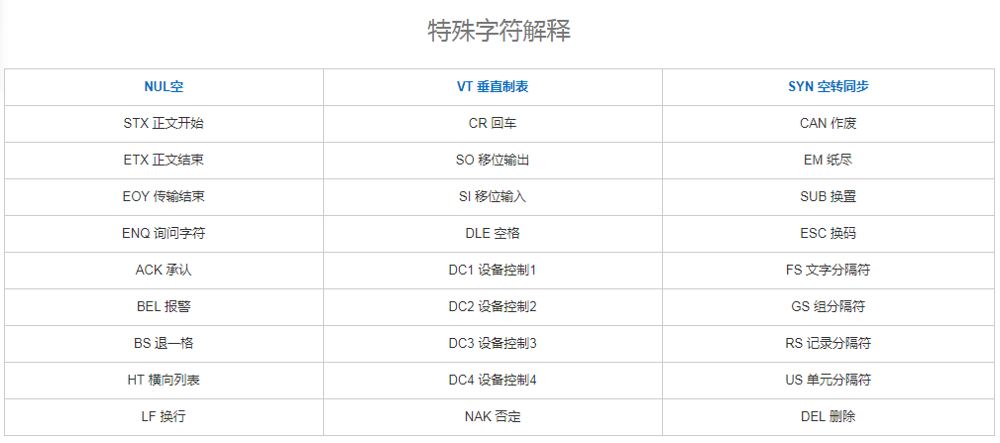 特殊字符解释
NUL空 VT 垂直制表 SYN 空转同步
STX 正文开始 CR 回车 CAN 作废
ETX 正文结束 SO 移位输出 EM 纸尽
EOY 传输结束 SI 移位输入 SUB 换置
ENQ 询问字符 DLE 空格 ESC 换码
ACK 承认 DC1 设备控制1 FS 文字分隔符
BEL 报警 DC2 设备控制2 GS 组分隔符
BS 退一格 DC3 设备控制3 RS 记录分隔符
HT 横向列表 DC4 设备控制4 US 单元分隔符
LF 换行 NAK 否定 DEL 删除